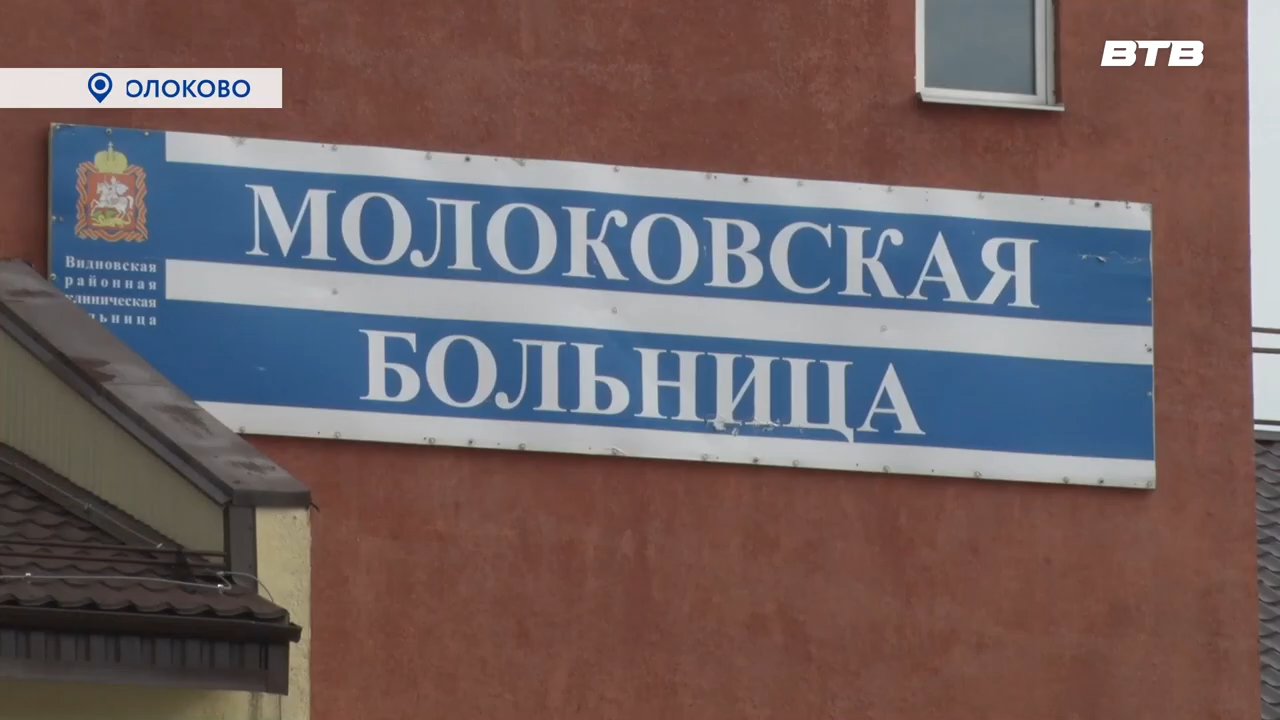 ОЛОКОВО
ВТВ
МОЛОКОВСКАЯ
БОЛЬНИЦА
Видновская
районная
клиническая